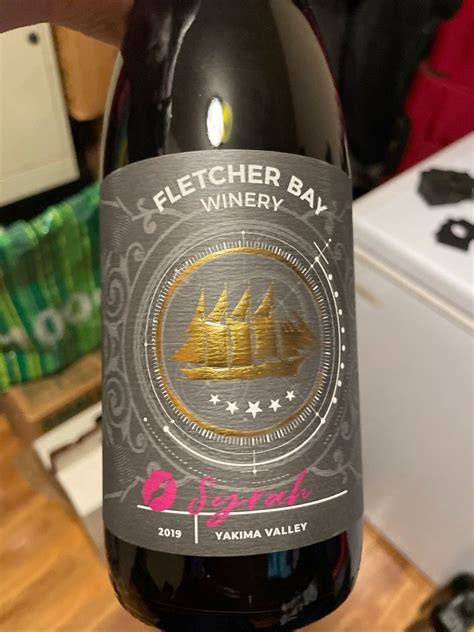 FLETCHER BAY
WINERY
Syrah
2019 YAKIMA VALLEY